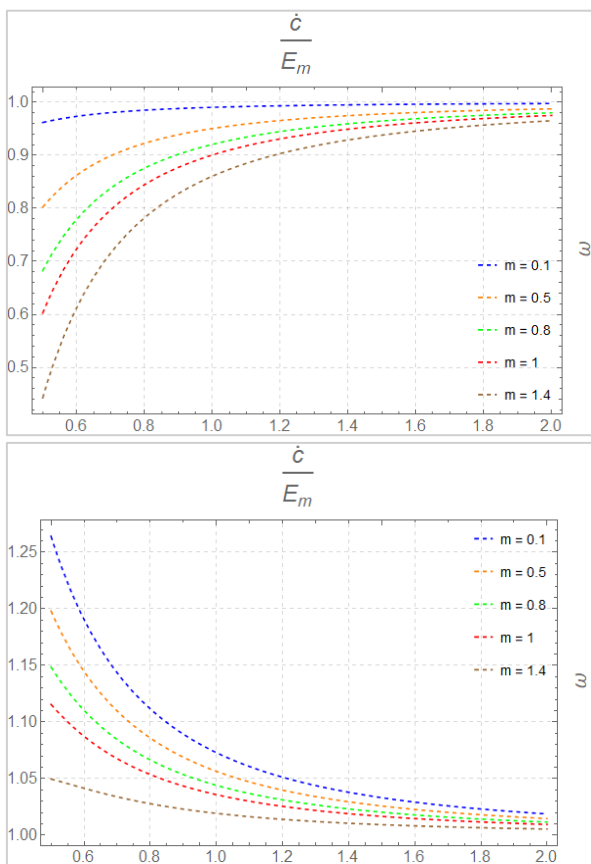 ċ
E_m
1.0
0.9
0.8
0.7
0.6
0.5
ω
m = 0.1
m = 0.5
m = 0.8
m = 1
m = 1.4
0.6 0.8 1.0 1.2 1.4 1.6 1.8 2.0
ċ
E_m
1.25
1.20
1.15
1.10
1.05
1.00
m = 0.1
m = 0.5
m = 0.8
m = 1
m = 1.4
ω
0.6 0.8 1.0 1.2 1.4 1.6 1.8 2.0